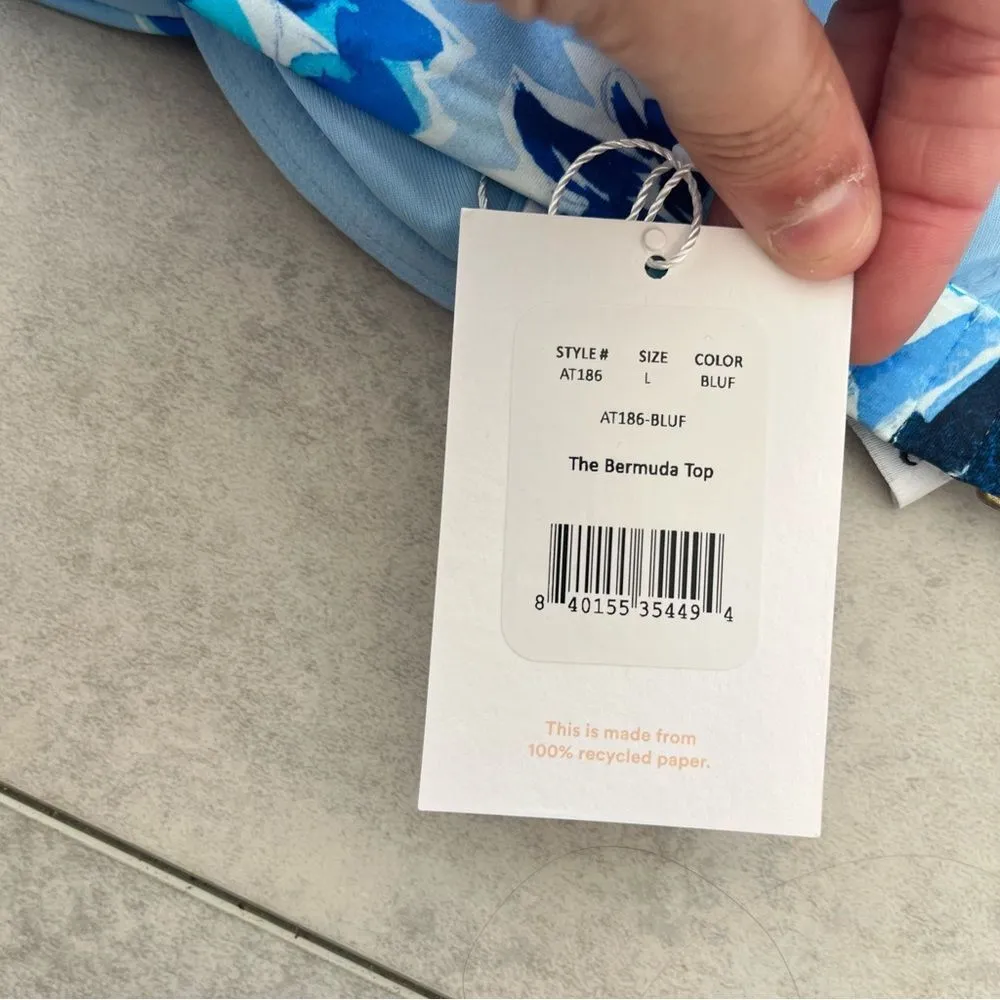 STYLE # SIZE COLOR
AT186 L BLUF
AT186-BLUF
The Bermuda Top
8 40155 35449 4
This is made from
100% recycled paper.